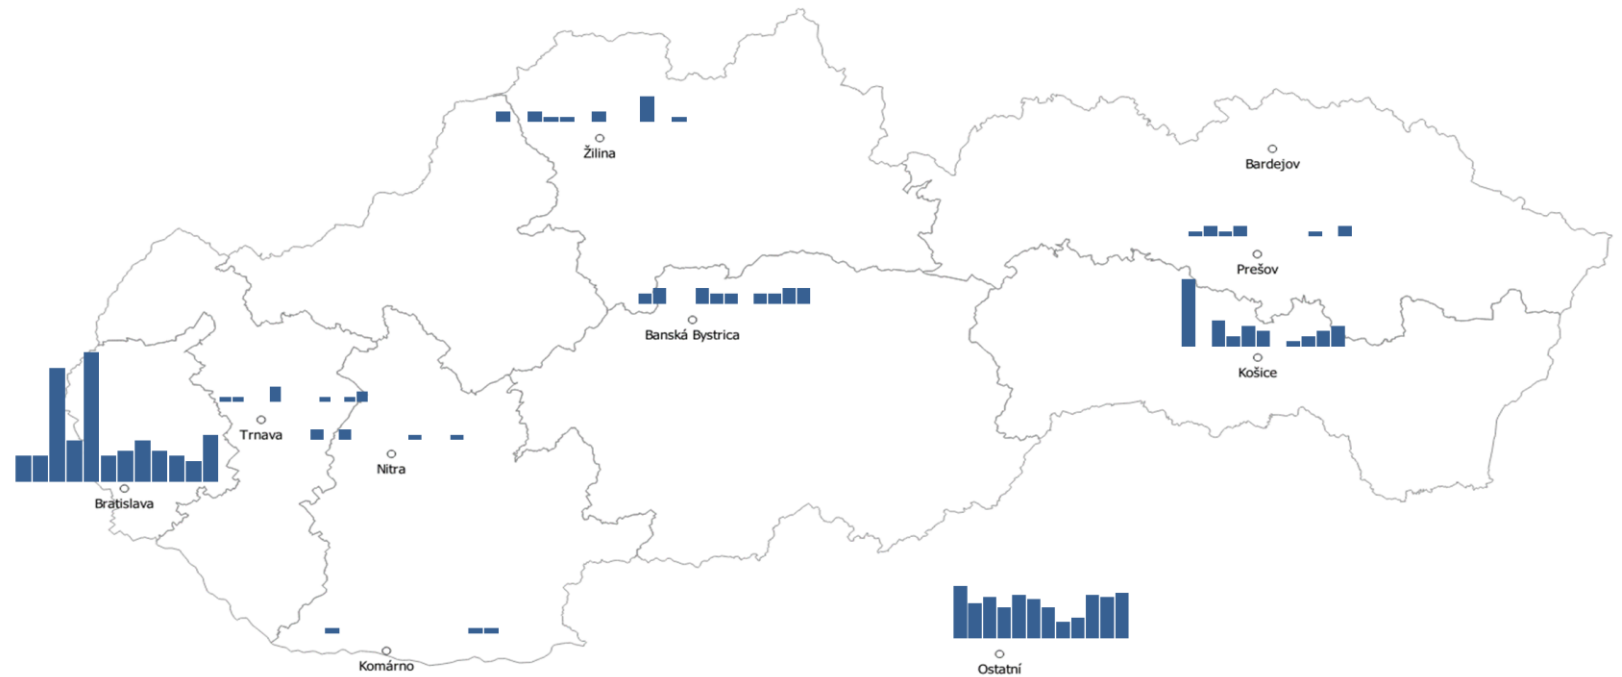 Žilina
Bardejov
Prešov
Banská Bystrica
Košice
Trnava
Nitra
Bratislava
Komárno
Ostatní